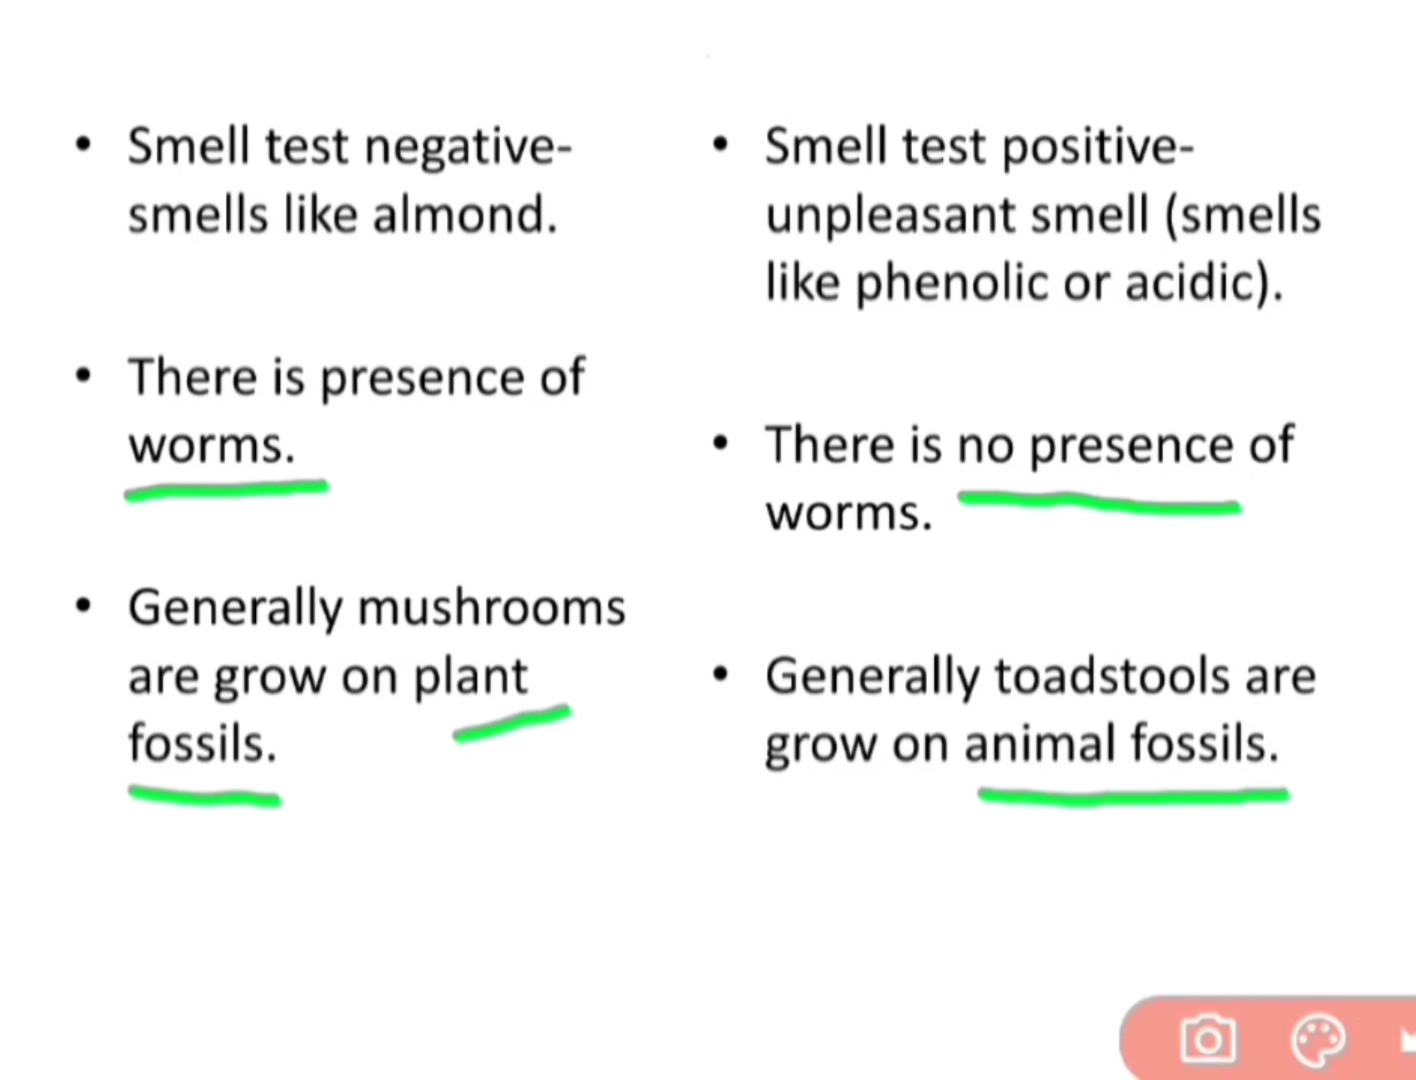 • Smell test negative-
smells like almond.
• There is presence of
worms.
• Generally mushrooms
are grow on plant
fossils.
• Smell test positive-
unpleasant smell (smells
like phenolic or acidic).
• There is no presence of
worms.
• Generally toadstools are
grow on animal fossils.